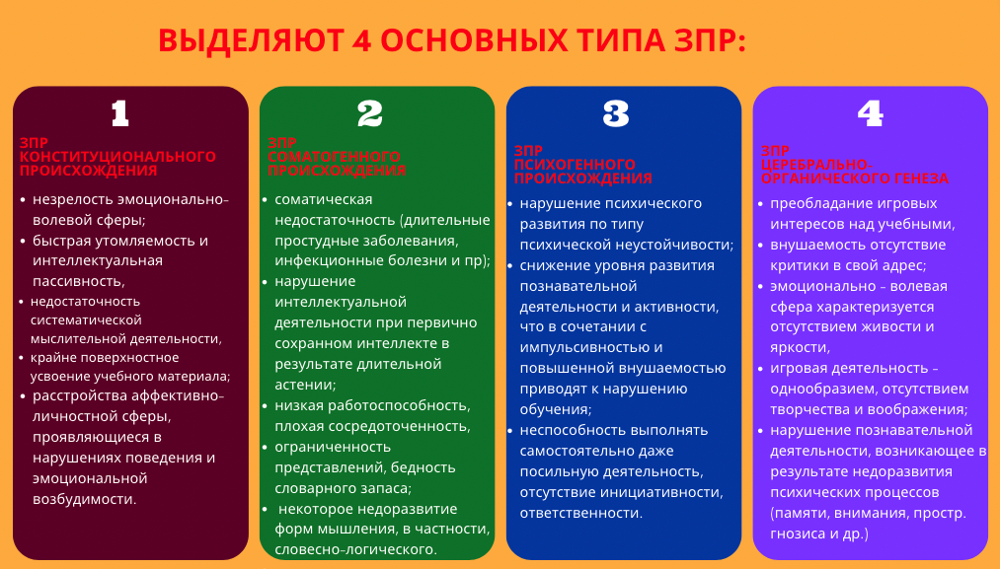 ВЫДЕЛЯЮТ 4 ОСНОВНЫХ ТИПА ЗПР:
1
ЗПР
КОНСТИТУЦИОНАЛЬНОГО
ПРОИСХОЖДЕНИЯ
• незрелость эмоционально–
волевой сферы;
• быстрая утомляемость и
интеллектуальная
пассивность,
• недостаточность
систематической
мыслительной деятельности,
• крайне поверхностное
усвоение учебного материала;
• расстройства аффективно–
личностной сферы,
проявляющиеся в
нарушениях поведения и
эмоциональной
возбудимости.
2
ЗПР
СОМАТОГЕННОГО
ПРОИСХОЖДЕНИЯ
• соматическая
недостаточность (длительные
простудные заболевания,
инфекционные болезни и пр);
• нарушение
интеллектуальной
деятельности при первично
сохранном интеллекте в
результате длительной
астении;
• низкая работоспособность,
плохая сосредоточенность,
• ограниченность
представлений, бедность
словарного запаса;
• некоторое недоразвитие
форм мышления, в частности,
словесно–логического.
3
ЗПР
ПСИХОГЕННОГО
ПРОИСХОЖДЕНИЯ
• нарушение психического
развития по типу
психической неустойчивости;
• снижение уровня развития
познавательной
деятельности и активности,
что в сочетании с
импульсивностью и
повышенной внушаемостью
приводят к нарушению
обучения;
• неспособность выполнять
самостоятельно даже
посильную деятельность,
отсутствие инициативности,
ответственности.
4
ЗПР
ЦЕРЕБРАЛЬНО–
ОРГАНИЧЕСКОГО ГЕНЕЗА
• преобладание игровых
интересов над учебными,
• внушаемость отсутствие
критики в свой адрес;
• эмоционально – волевая
сфера характеризуется
отсутствием живости и
яркости,
• игровая деятельность –
однообразием, отсутствием
творчества и воображения;
• нарушение познавательной
деятельности, возникающее в
результате недоразвития
психических процессов
(памяти, внимания, простр.
гнозиса и др.)